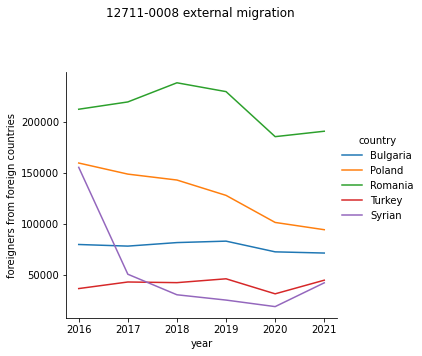 12711-0008 external migration
foreigners from foreign countries
200000
150000
100000
50000
2016 2017 2018 2019 2020 2021
year
country
Bulgaria
Poland
Romania
Turkey
Syrian